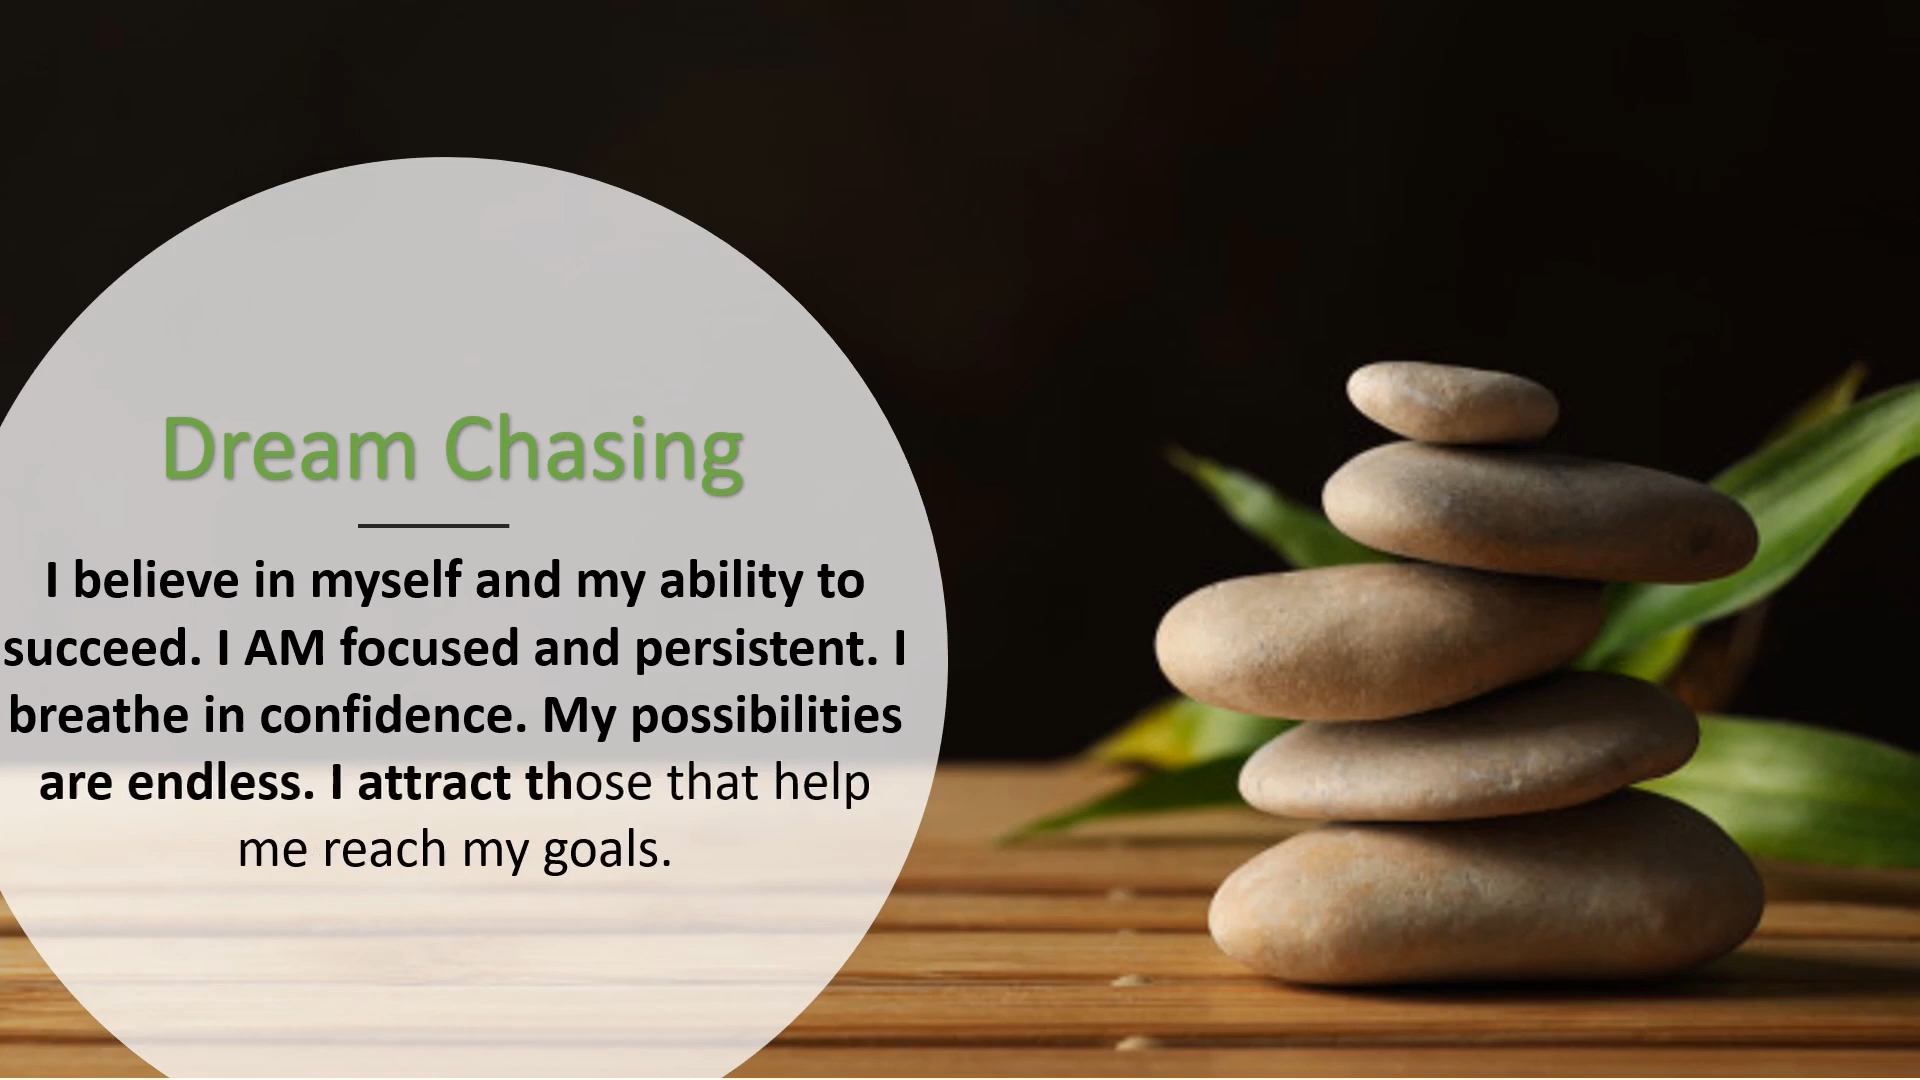 Dream Chasing
I believe in myself and my ability to
succeed. I AM focused and persistent. I
breathe in confidence. My possibilities
are endless. I attract those that help
me reach my goals.